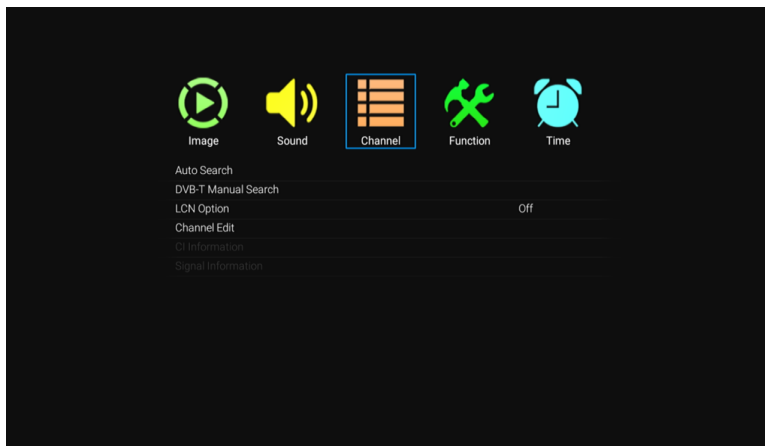 Image Sound Channel Function Time
Auto Search
DVB-T Manual Search
LCN Option Off
Channel Edit
CI Information
Signal Information